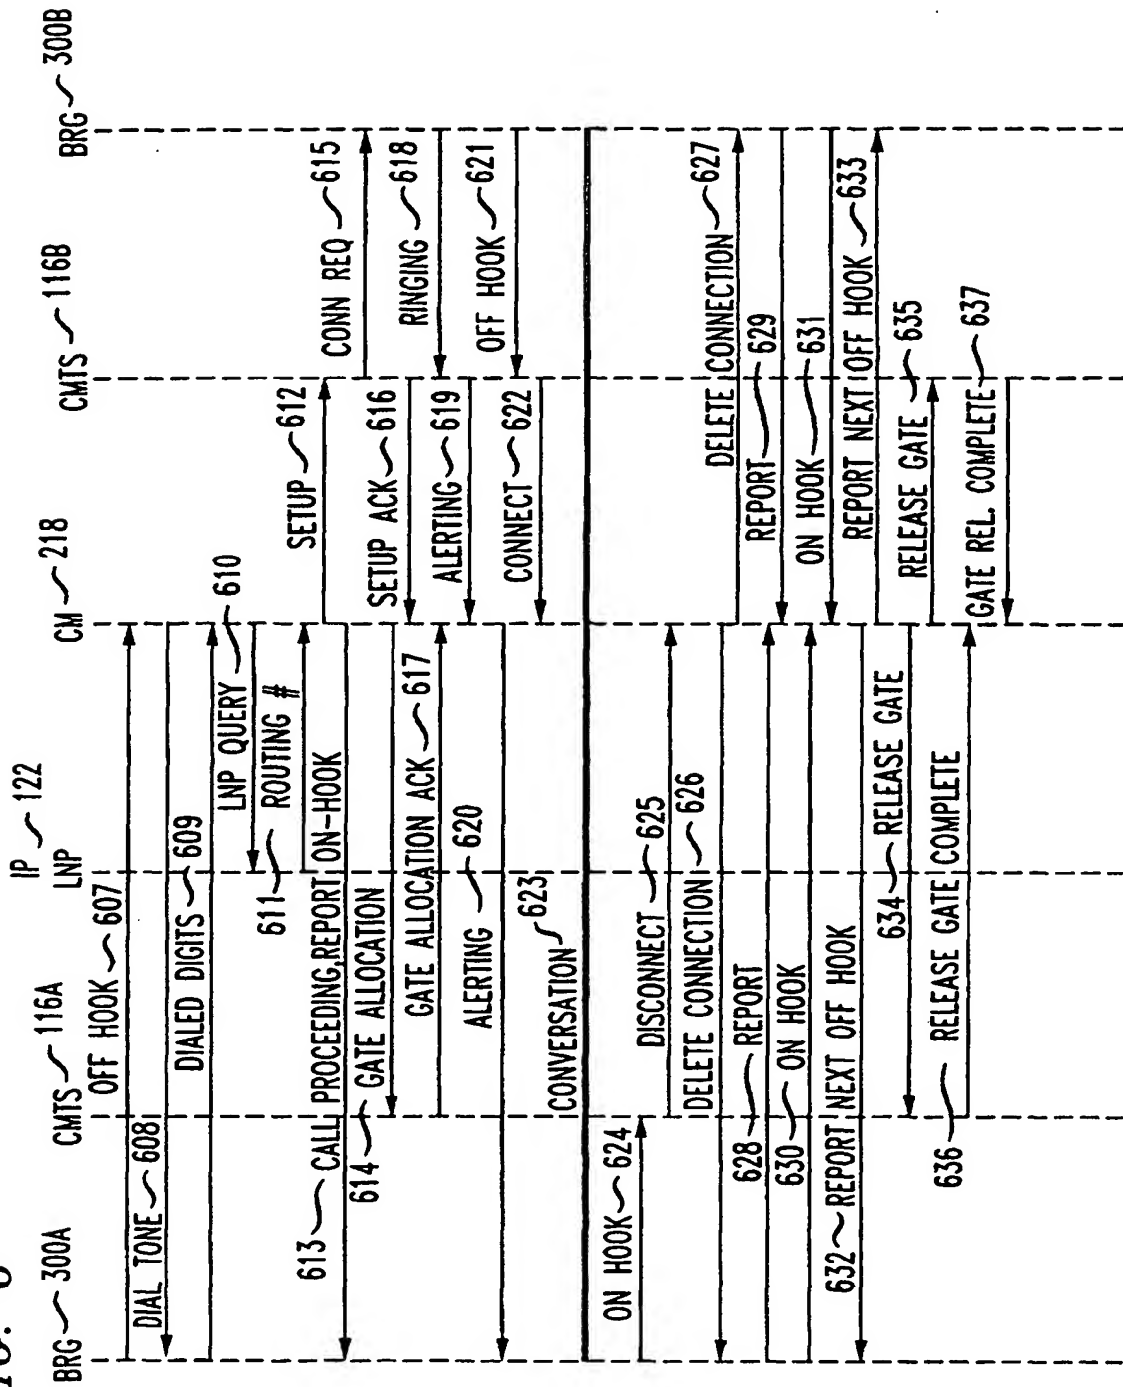 FIG. 6
BRG 300A
CMTS 116A
IP 122
LNP
CM 218
CMTS 116B
BRG 300B
OFF HOOK 607
DIAL TONE 608
DIALED DIGITS 609
LNP QUERY 610
611 ROUTING #
SETUP 612
613 CALL PROCEEDING,REPORT ON-HOOK
CONN REQ 615
614 GATE ALLOCATION
SETUP ACK 616
GATE ALLOCATION ACK 617
RINGING 618
ALERTING 619
ALERTING 620
OFF HOOK 621
CONNECT 622
CONVERSATION 623
ON HOOK 624
DISCONNECT 625
DELETE CONNECTION 626
DELETE CONNECTION 627
628 REPORT
REPORT 629
630 ON HOOK
ON HOOK 631
632 REPORT NEXT OFF HOOK
REPORT NEXT OFF HOOK 633
634 RELEASE GATE
RELEASE GATE 635
636 RELEASE GATE COMPLETE
GATE REL. COMPLETE 637